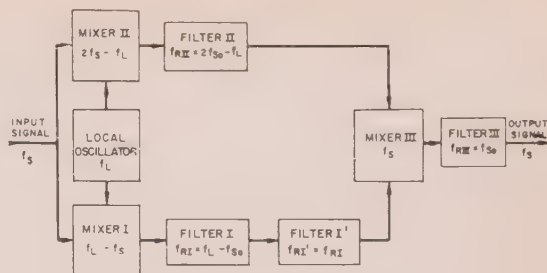 MIXER II
2fS - fL
FILTER II
fRII = 2fSo - fL
INPUT
SIGNAL
fS
LOCAL
OSCILLATOR
fL
MIXER III
fS
FILTER III
fRIII = fSo
OUTPUT
SIGNAL
fS
MIXER I
fL - fS
FILTER I
fRI = fL - fSo
FILTER I'
fRI' = fRI